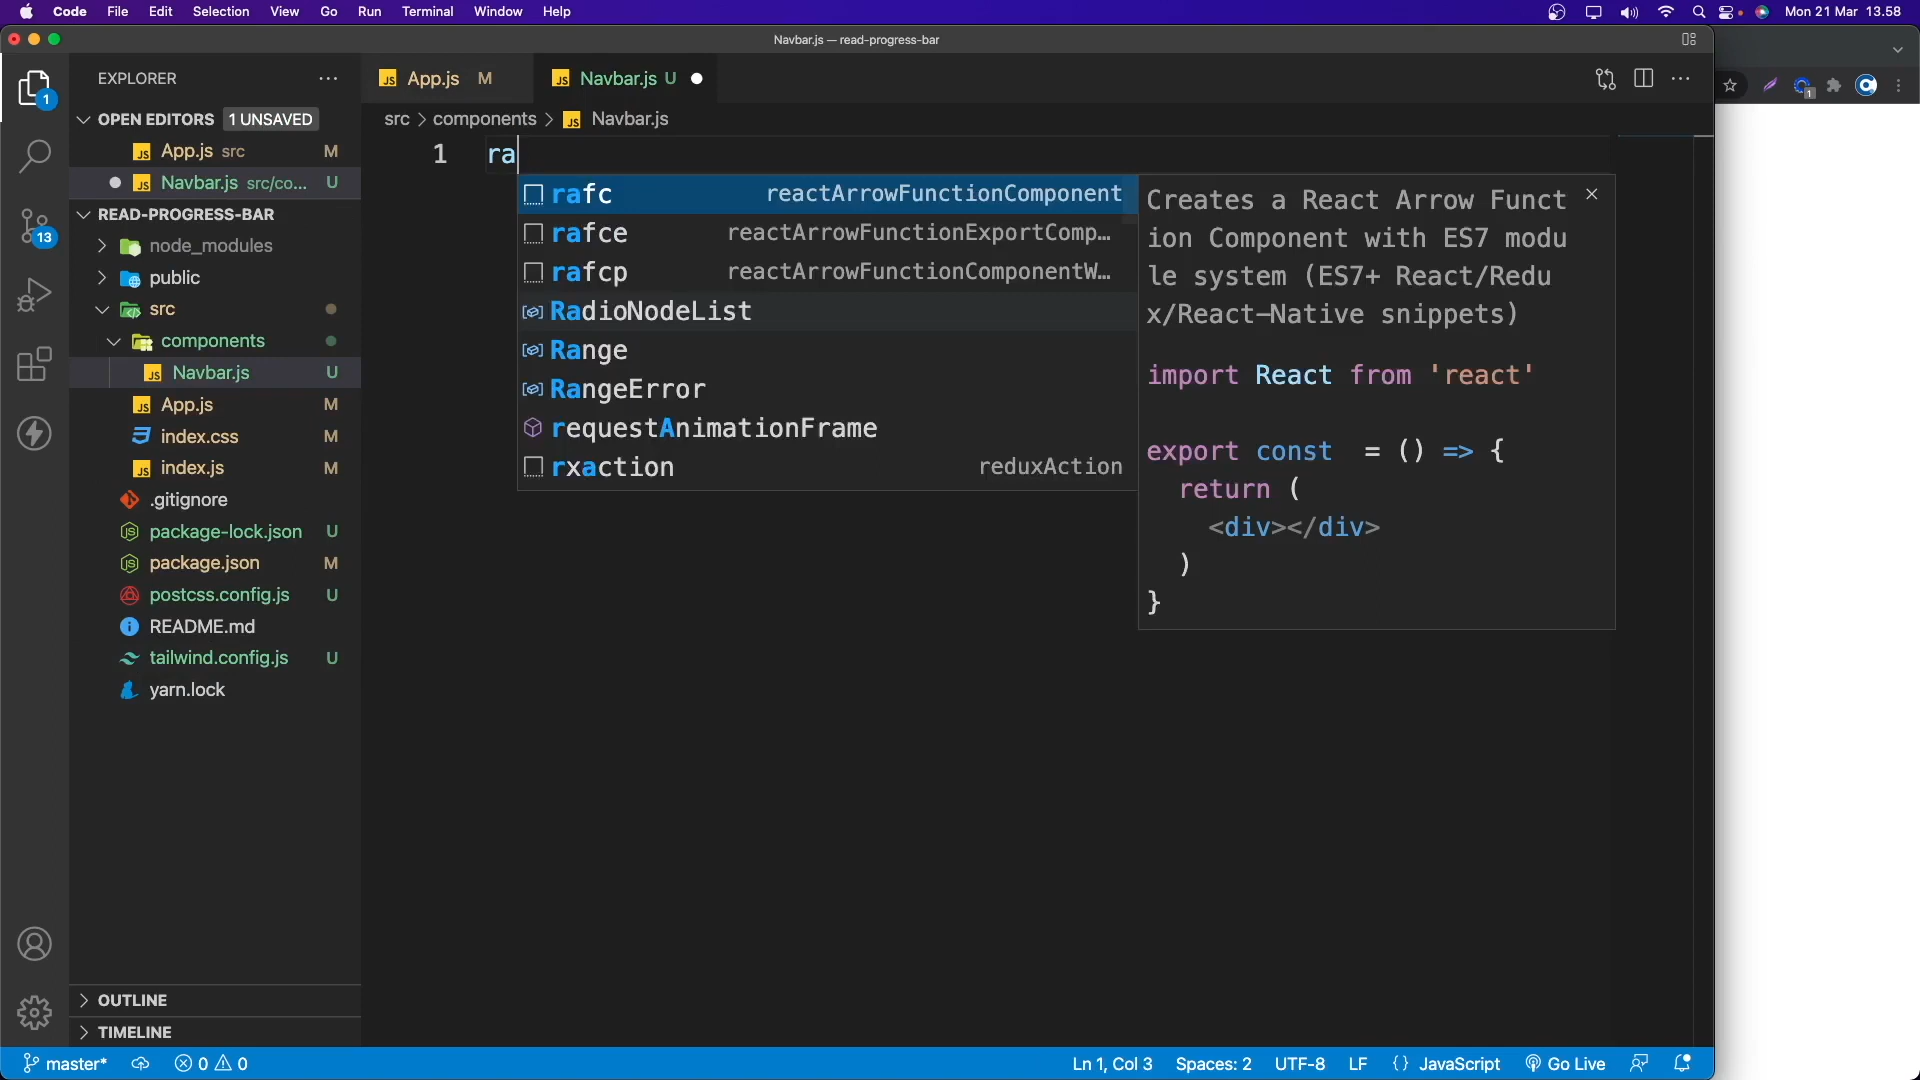 Code File Edit Selection View Go Run Terminal Window Help Mon 21 Mar 13.58
Navbar.js — read-progress-bar
EXPLORER
App.js M
Navbar.js U
OPEN EDITORS 1 UNSAVED
src > components > Navbar.js
App.js src M
Navbar.js src/co... U
READ-PROGRESS-BAR
node_modules
public
src
components
Navbar.js U
App.js M
index.css M
index.js M
.gitignore
package-lock.json U
package.json M
postcss.config.js U
README.md
tailwind.config.js U
yarn.lock
OUTLINE
TIMELINE
1
13
1 ra
rafc reactArrowFunctionComponent
rafce reactArrowFunctionExportComp...
rafcp reactArrowFunctionComponentW...
RadioNodeList
Range
RangeError
requestAnimationFrame
rxaction reduxAction
Creates a React Arrow Funct
ion Component with ES7 modu
le system (ES7+ React/Redu
x/React-Native snippets)
import React from 'react'
export const  = () => {
return (
<div></div>
)
}
1
master* 0 0 Ln 1, Col 3 Spaces: 2 UTF-8 LF {} JavaScript Go Live